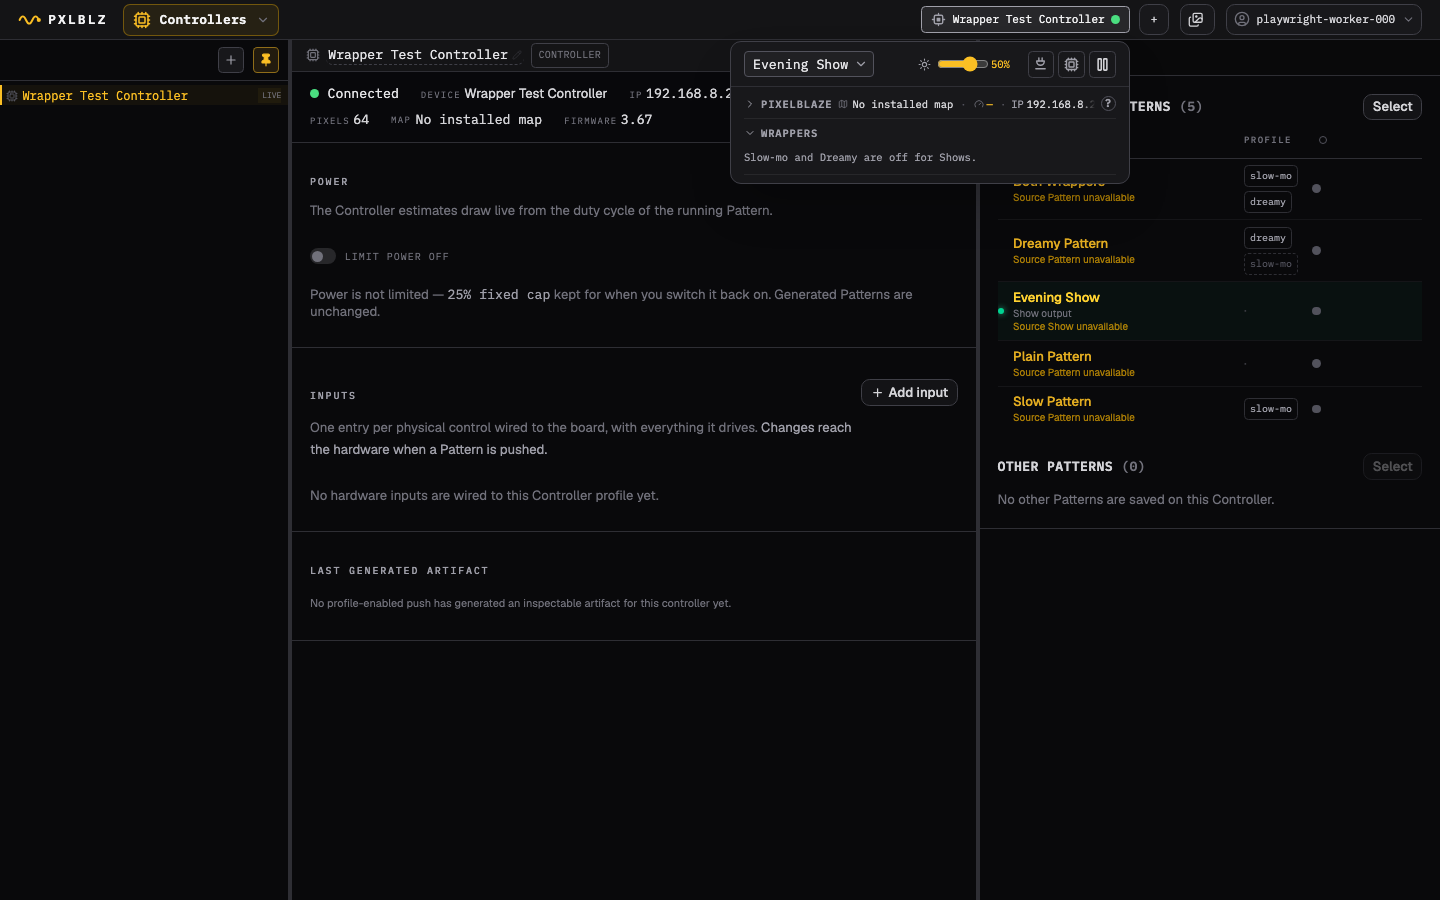 PXLBLZ
Controllers
Wrapper Test Controller
+
playwright-worker-000
Wrapper Test Controller
LIVE
Wrapper Test Controller
CONTROLLER
Connected
DEVICE Wrapper Test Controller
IP 192.168.8.2
PIXELS 64
MAP No installed map
FIRMWARE 3.67
Evening Show
50%
PIXELBLAZE
No installed map · – · IP 192.168.8.2
?
WRAPPERS
Slow-mo and Dreamy are off for Shows.
POWER
The Controller estimates draw live from the duty cycle of the running Pattern.
LIMIT POWER OFF
Power is not limited — 25% fixed cap kept for when you switch it back on. Generated Patterns are
unchanged.
INPUTS
+ Add input
One entry per physical control wired to the board, with everything it drives. Changes reach
the hardware when a Pattern is pushed.
No hardware inputs are wired to this Controller profile yet.
LAST GENERATED ARTIFACT
No profile-enabled push has generated an inspectable artifact for this controller yet.
TERNS (5)
Select
PROFILE
Both Wrappers
Source Pattern unavailable
slow-mo
dreamy
Dreamy Pattern
Source Pattern unavailable
dreamy
slow-mo
Evening Show
Show output
Source Show unavailable
·
Plain Pattern
Source Pattern unavailable
·
Slow Pattern
Source Pattern unavailable
slow-mo
OTHER PATTERNS (0)
Select
No other Patterns are saved on this Controller.